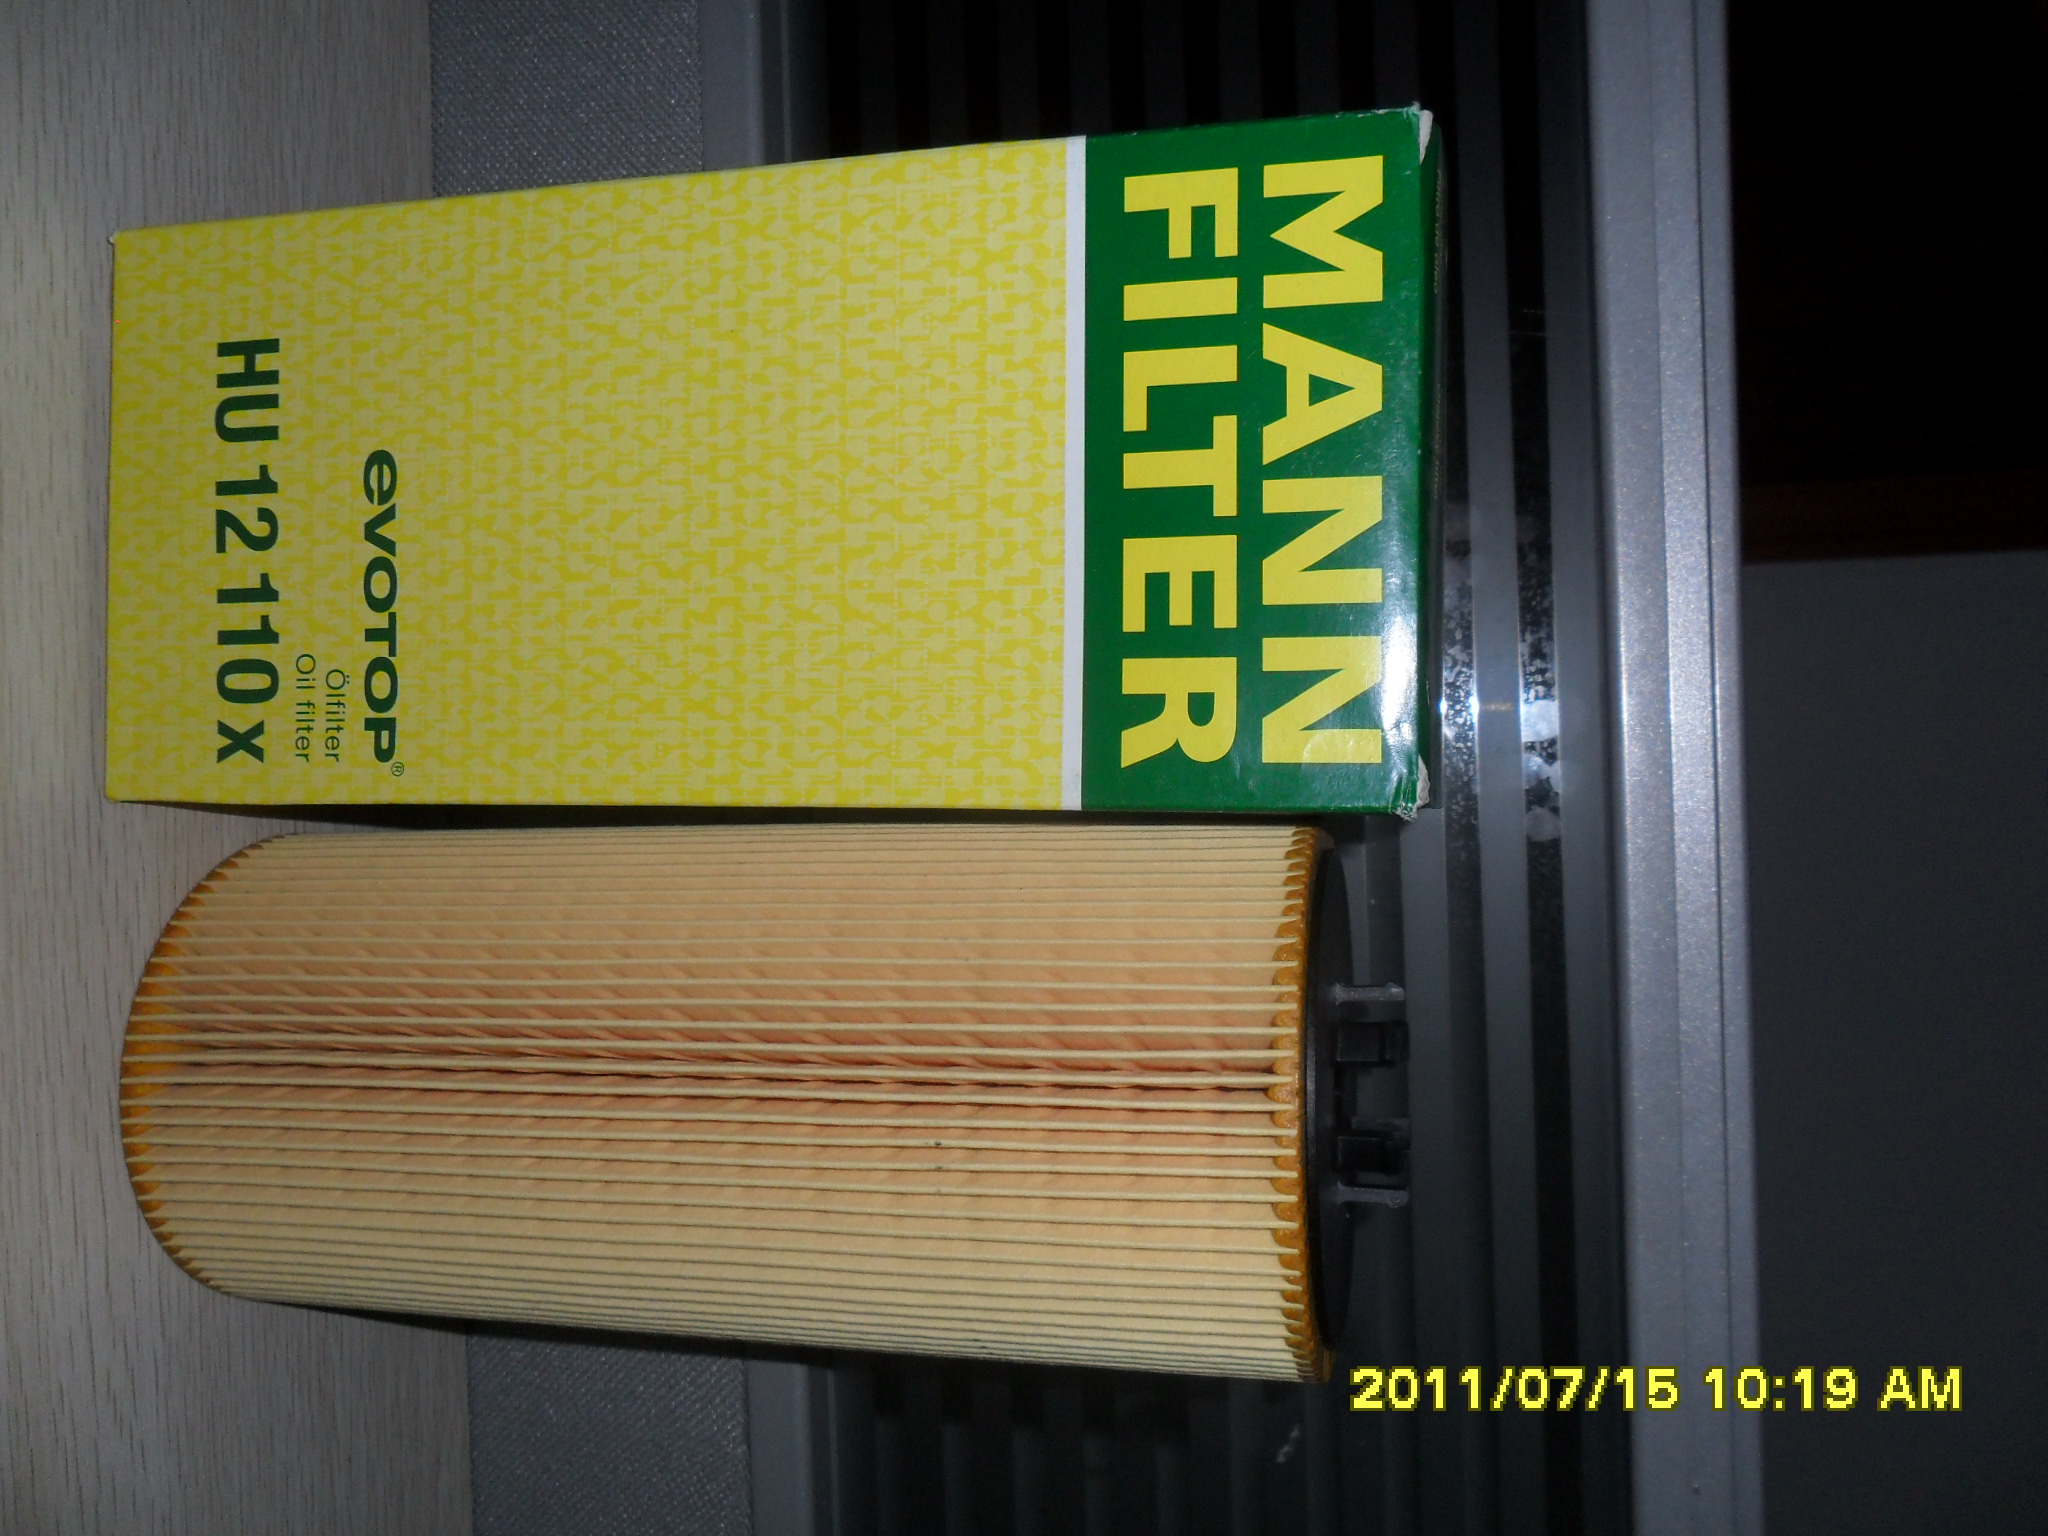 MANN
FILTER
evotop®
Ölfilter
Oil filter
HU 12 110 x
2011/07/15 10:19 AM